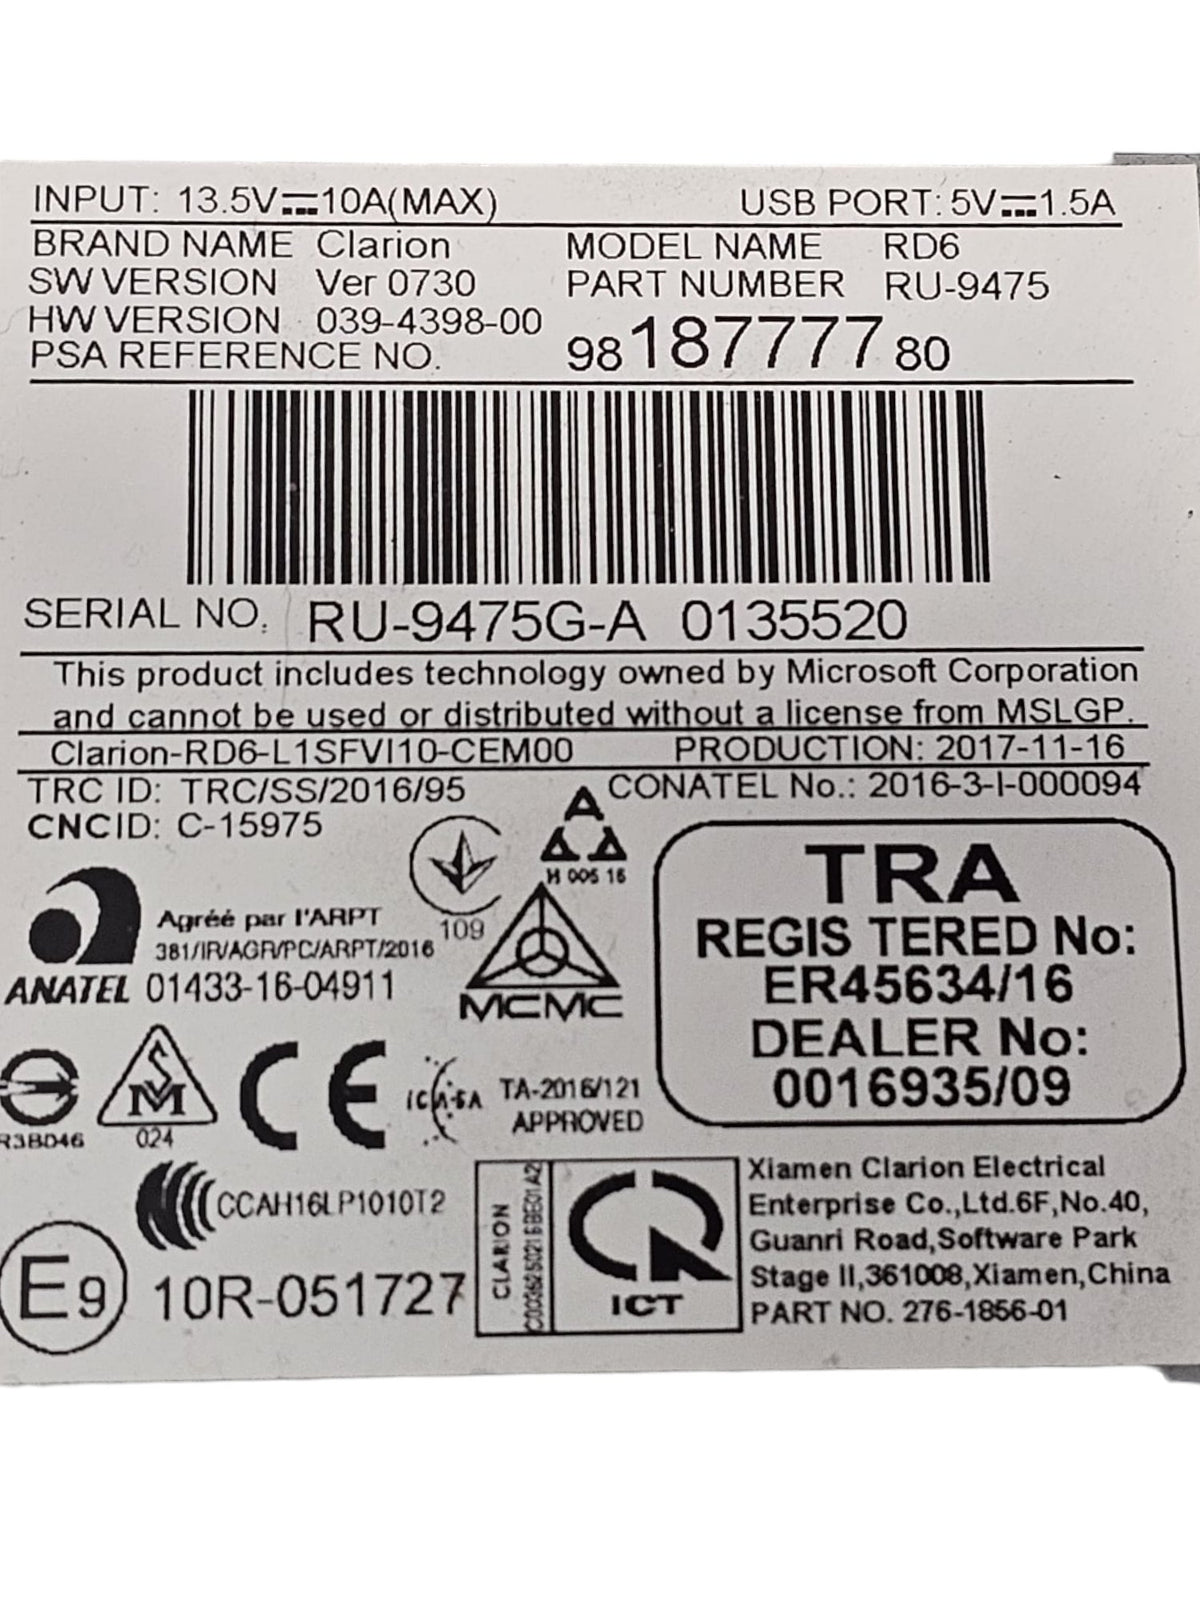 INPUT: 13.5V⎓10A(MAX) USB PORT: 5V⎓1.5A
BRAND NAME Clarion MODEL NAME RD6
SW VERSION Ver 0730 PART NUMBER RU-9475
HW VERSION 039-4398-00
PSA REFERENCE NO. 98 187777 80
SERIAL NO. RU-9475G-A 0135520
This product includes technology owned by Microsoft Corporation
and cannot be used or distributed without a license from MSLGP.
Clarion-RD6-L1SFVI10-CEM00 PRODUCTION: 2017-11-16
TRC ID: TRC/SS/2016/95 CONATEL No.: 2016-3-I-000094
CNCID: C-15975
H 005 16
109
Agréé par l'ARPT
381/IR/AGR/PC/ARPT/2016
ANATEL 01433-16-04911
MCMC
TRA
REGIS TERED No:
ER45634/16
DEALER No:
0016935/09
R3BD46
024
CE
ICASA TA-2016/121
APPROVED
CCAH16LP1010T2
E9 10R-051727
CLARION
ICT
Xiamen Clarion Electrical
Enterprise Co.,Ltd.6F,No.40,
Guanri Road,Software Park
Stage II,361008,Xiamen,China
PART NO. 276-1856-01